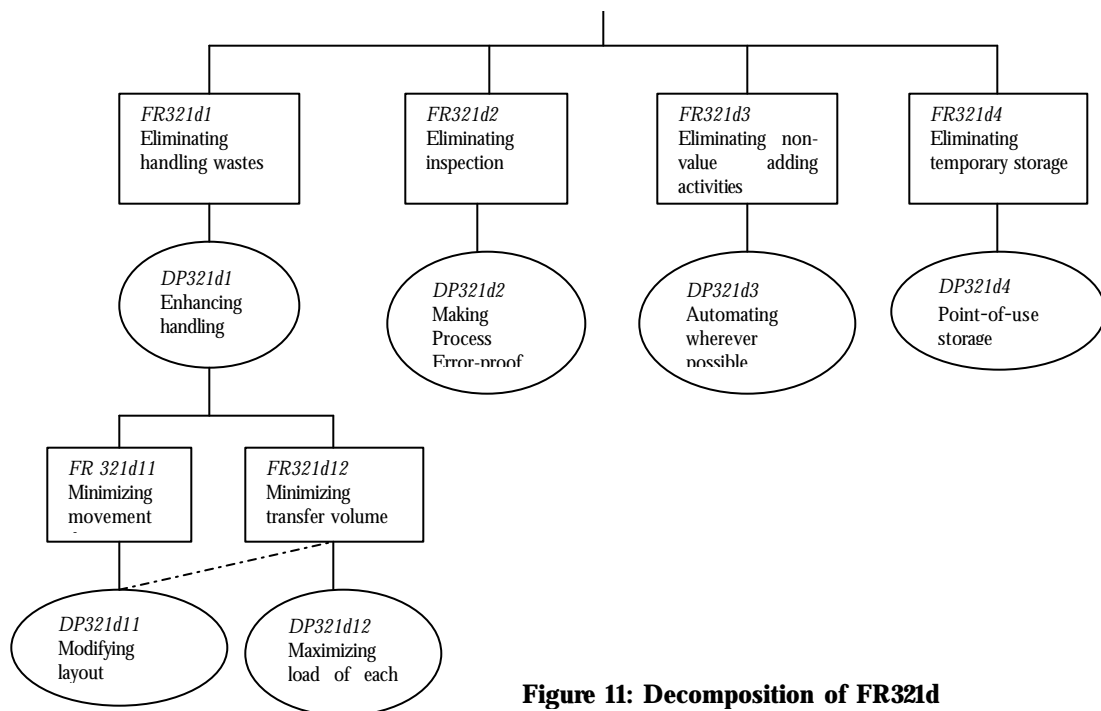 FR321d1
Eliminating
handling wastes
FR321d2
Eliminating
inspection
FR321d3
Eliminating non-
value adding
activities
FR321d4
Eliminating
temporary storage
DP321d1
Enhancing
handling
DP321d2
Making
Process
Error-proof
DP321d3
Automating
wherever
possible
DP321d4
Point-of-use
storage
FR 321d11
Minimizing
movement
FR321d12
Minimizing
transfer volume
DP321d11
Modifying
layout
DP321d12
Maximizing
load of each
Figure 11: Decomposition of FR321d